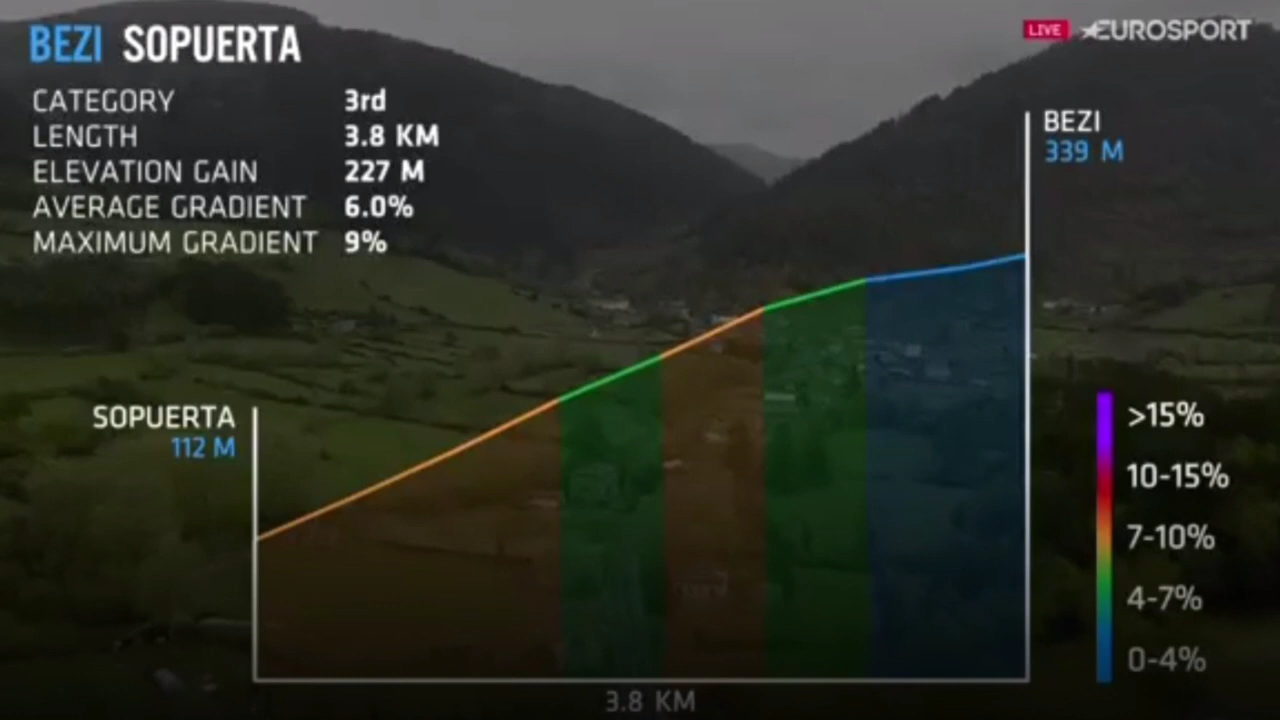 BEZI SOPUERTA
LIVE EUROSPORT
CATEGORY 3rd
LENGTH 3.8 KM
ELEVATION GAIN 227 M
AVERAGE GRADIENT 6.0%
MAXIMUM GRADIENT 9%
BEZI
339 M
SOPUERTA
112 M
>15%
10-15%
7-10%
4-7%
0-4%
3.8 KM